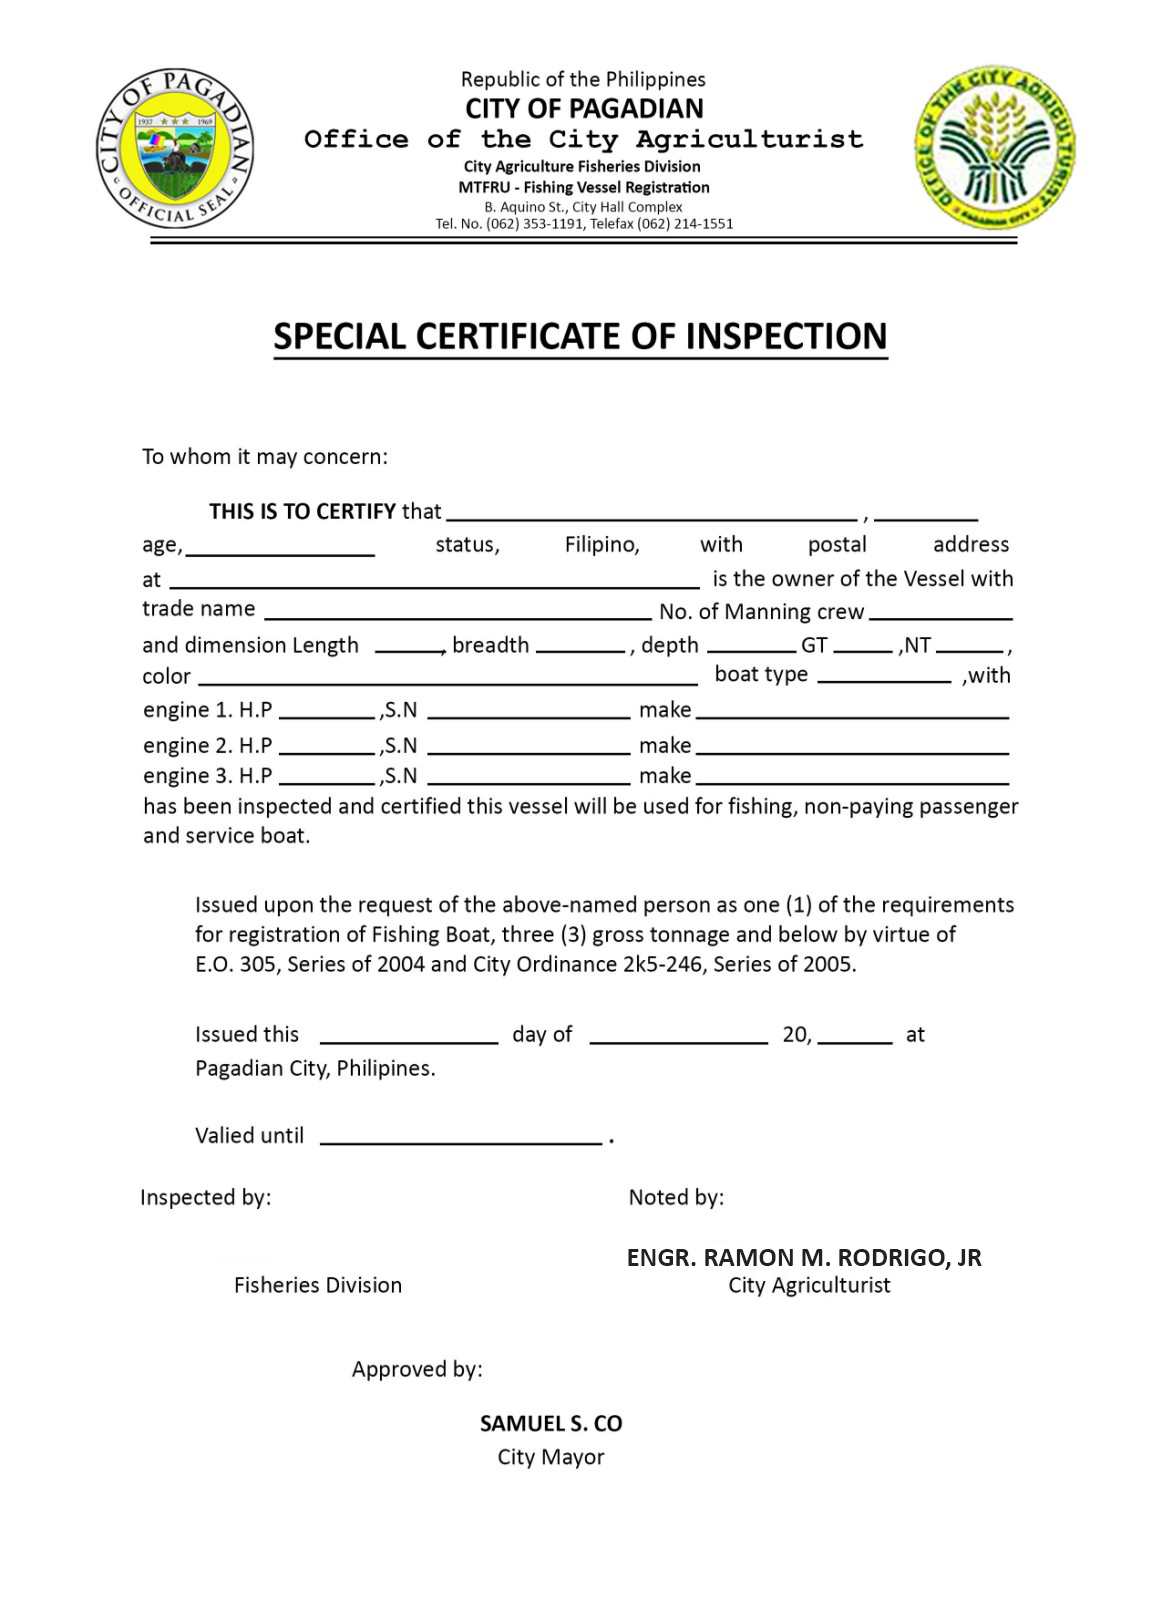 Republic of the Philippines
CITY OF PAGADIAN
Office of the City Agriculturist
City Agriculture Fisheries Division
MTFRU - Fishing Vessel Registration
B. Aquino St., City Hall Complex
Tel. No. (062) 353-1191, Telefax (062) 214-1551
CITY OF PAGADIAN
1937 1969
OFFICIAL SEAL
OFFICE OF THE CITY AGRICULTURIST
PAGADIAN CITY
SPECIAL CERTIFICATE OF INSPECTION
To whom it may concern:
THIS IS TO CERTIFY that ____________________ , ________
age, ______________ status, Filipino, with postal address
at ____________________ is the owner of the Vessel with
trade name ____________________ No. of Manning crew __________
and dimension Length ______, breadth ______ , depth ______ GT _____ ,NT _____ ,
color ____________________ boat type __________ ,with
engine 1. H.P _______ ,S.N ______________ make ____________________
engine 2. H.P _______ ,S.N ______________ make ____________________
engine 3. H.P _______ ,S.N ______________ make ____________________
has been inspected and certified this vessel will be used for fishing, non-paying passenger
and service boat.
Issued upon the request of the above-named person as one (1) of the requirements
for registration of Fishing Boat, three (3) gross tonnage and below by virtue of
E.O. 305, Series of 2004 and City Ordinance 2k5-246, Series of 2005.
Issued this ____________ day of ____________ 20, _____ at
Pagadian City, Philipines.
Valied until ____________________ .
Inspected by: Noted by:
ENGR. RAMON M. RODRIGO, JR
Fisheries Division City Agriculturist
Approved by:
SAMUEL S. CO
City Mayor